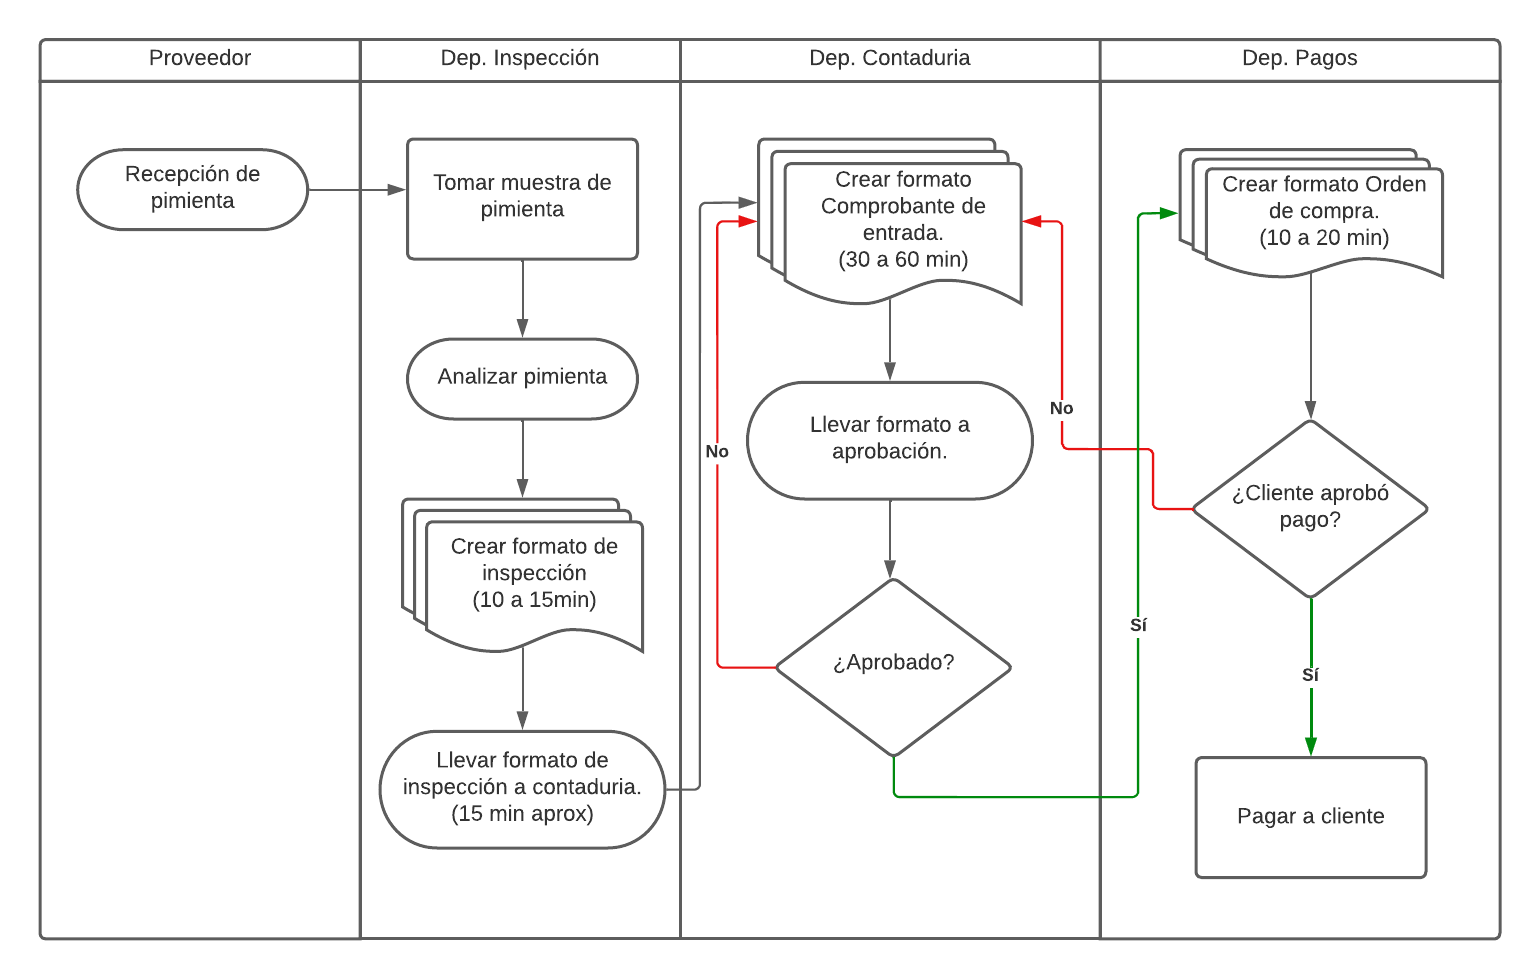 Proveedor
Dep. Inspección
Dep. Contaduria
Dep. Pagos
Recepción de
pimienta
Tomar muestra de
pimienta
Analizar pimienta
Crear formato de
inspección
(10 a 15min)
Llevar formato de
inspección a contaduria.
(15 min aprox)
Crear formato
Comprobante de
entrada.
(30 a 60 min)
Llevar formato a
aprobación.
No
¿Aprobado?
No
Sí
Crear formato Orden
de compra.
(10 a 20 min)
¿Cliente aprobó
pago?
Sí
Pagar a cliente